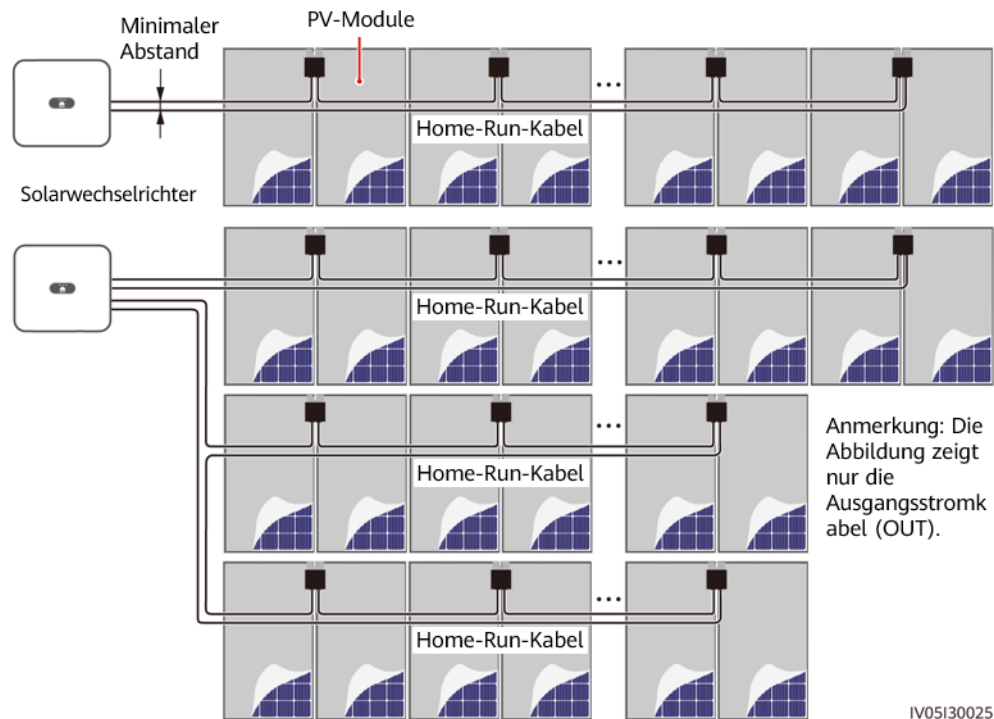 Minimaler
Abstand
PV-Module
...
Home-Run-Kabel
Solarwechselrichter
...
Home-Run-Kabel
...
Home-Run-Kabel
Anmerkung: Die
Abbildung zeigt
nur die
Ausgangsstromk
abel (OUT).
...
Home-Run-Kabel
IV05I30025